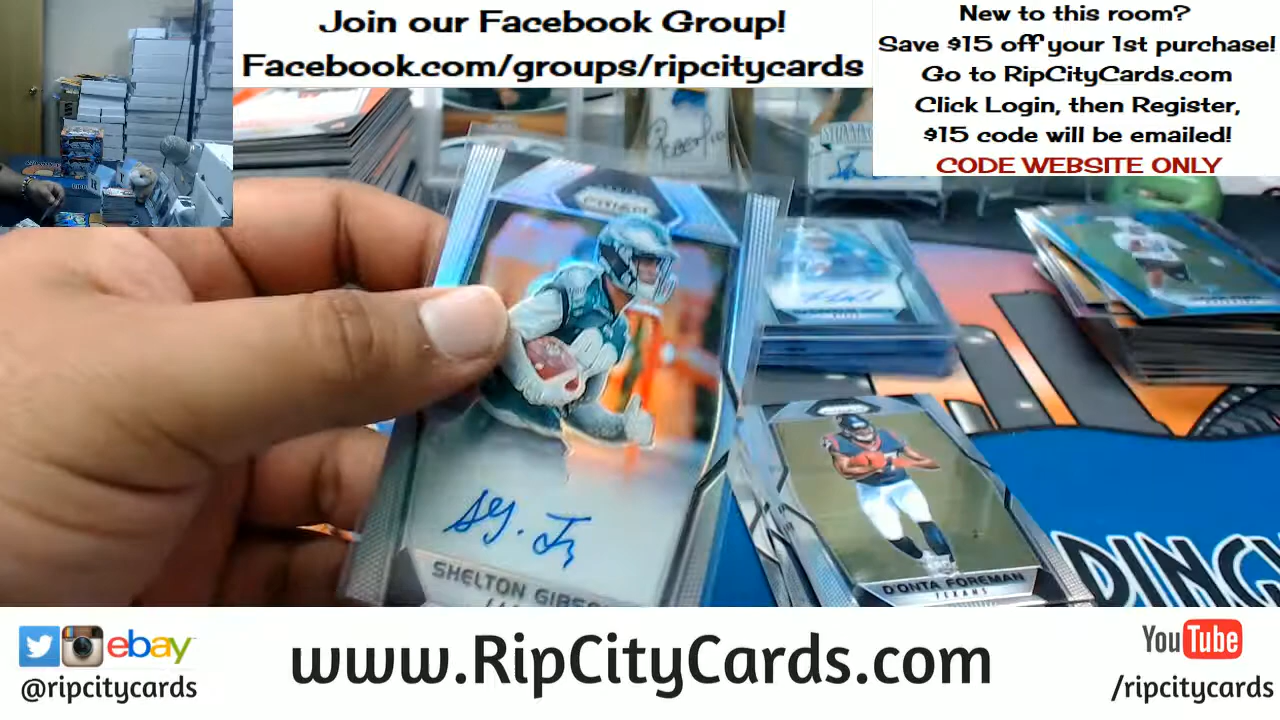 Join our Facebook Group!
Facebook.com/groups/ripcitycards
New to this room?
Save $15 off your 1st purchase!
Go to RipCityCards.com
Click Login, then Register,
$15 code will be emailed!
CODE WEBSITE ONLY
PRIZM
SHELTON
D'ONTA FOREMAN
TEXANS
ebay
@ripcitycards
www.RipCityCards.com
YouTube
/ripcitycards